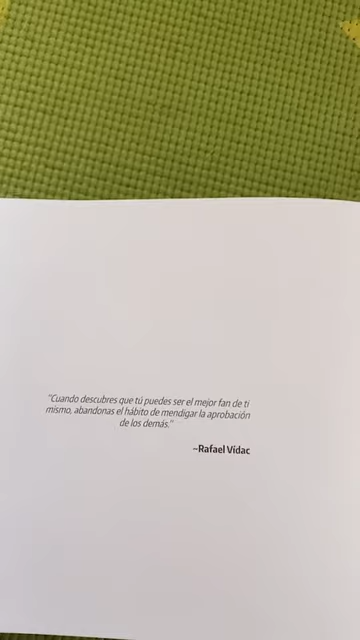 "Cuando descubres que tú puedes ser el mejor fan de ti
mismo, abandonas el hábito de mendigar la aprobación
de los demás."
–Rafael Vídac